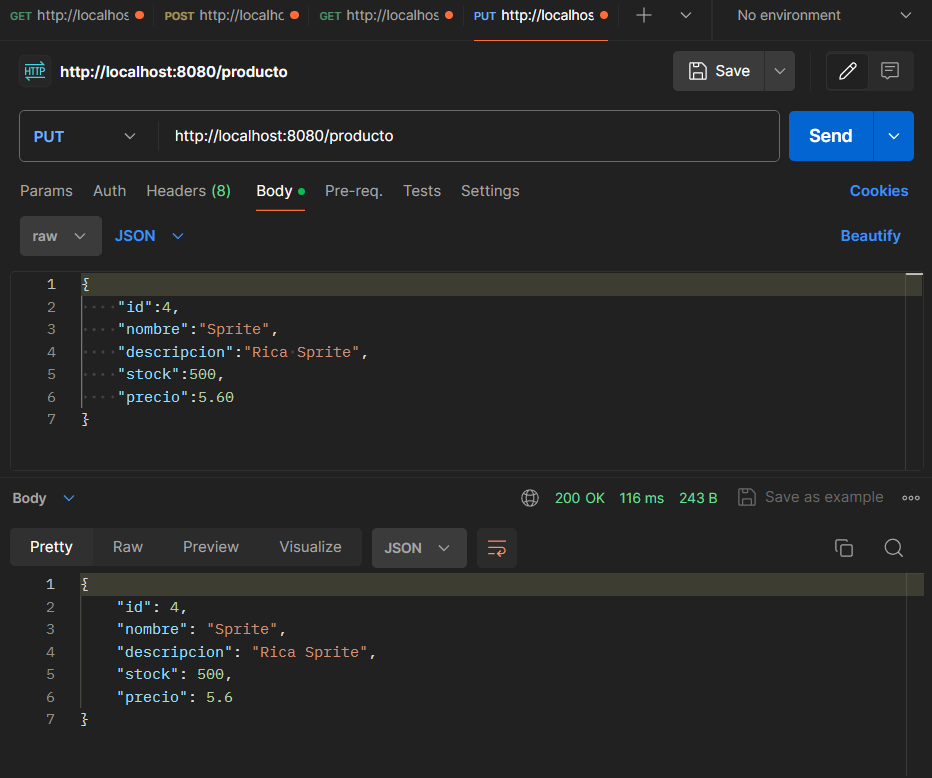 GET http://localhos POST http://localhc GET http://localhos PUT http://localhos No environment
HTTP http://localhost:8080/producto Save
PUT http://localhost:8080/producto Send
Params Auth Headers (8) Body Pre-req. Tests Settings Cookies
raw JSON Beautify
1 {
2 "id":4,
3 "nombre":"Sprite",
4 "descripcion":"Rica Sprite",
5 "stock":500,
6 "precio":5.60
7 }
Body 200 OK 116 ms 243 B Save as example
Pretty Raw Preview Visualize JSON
1 {
2 "id": 4,
3 "nombre": "Sprite",
4 "descripcion": "Rica Sprite",
5 "stock": 500,
6 "precio": 5.6
7 }